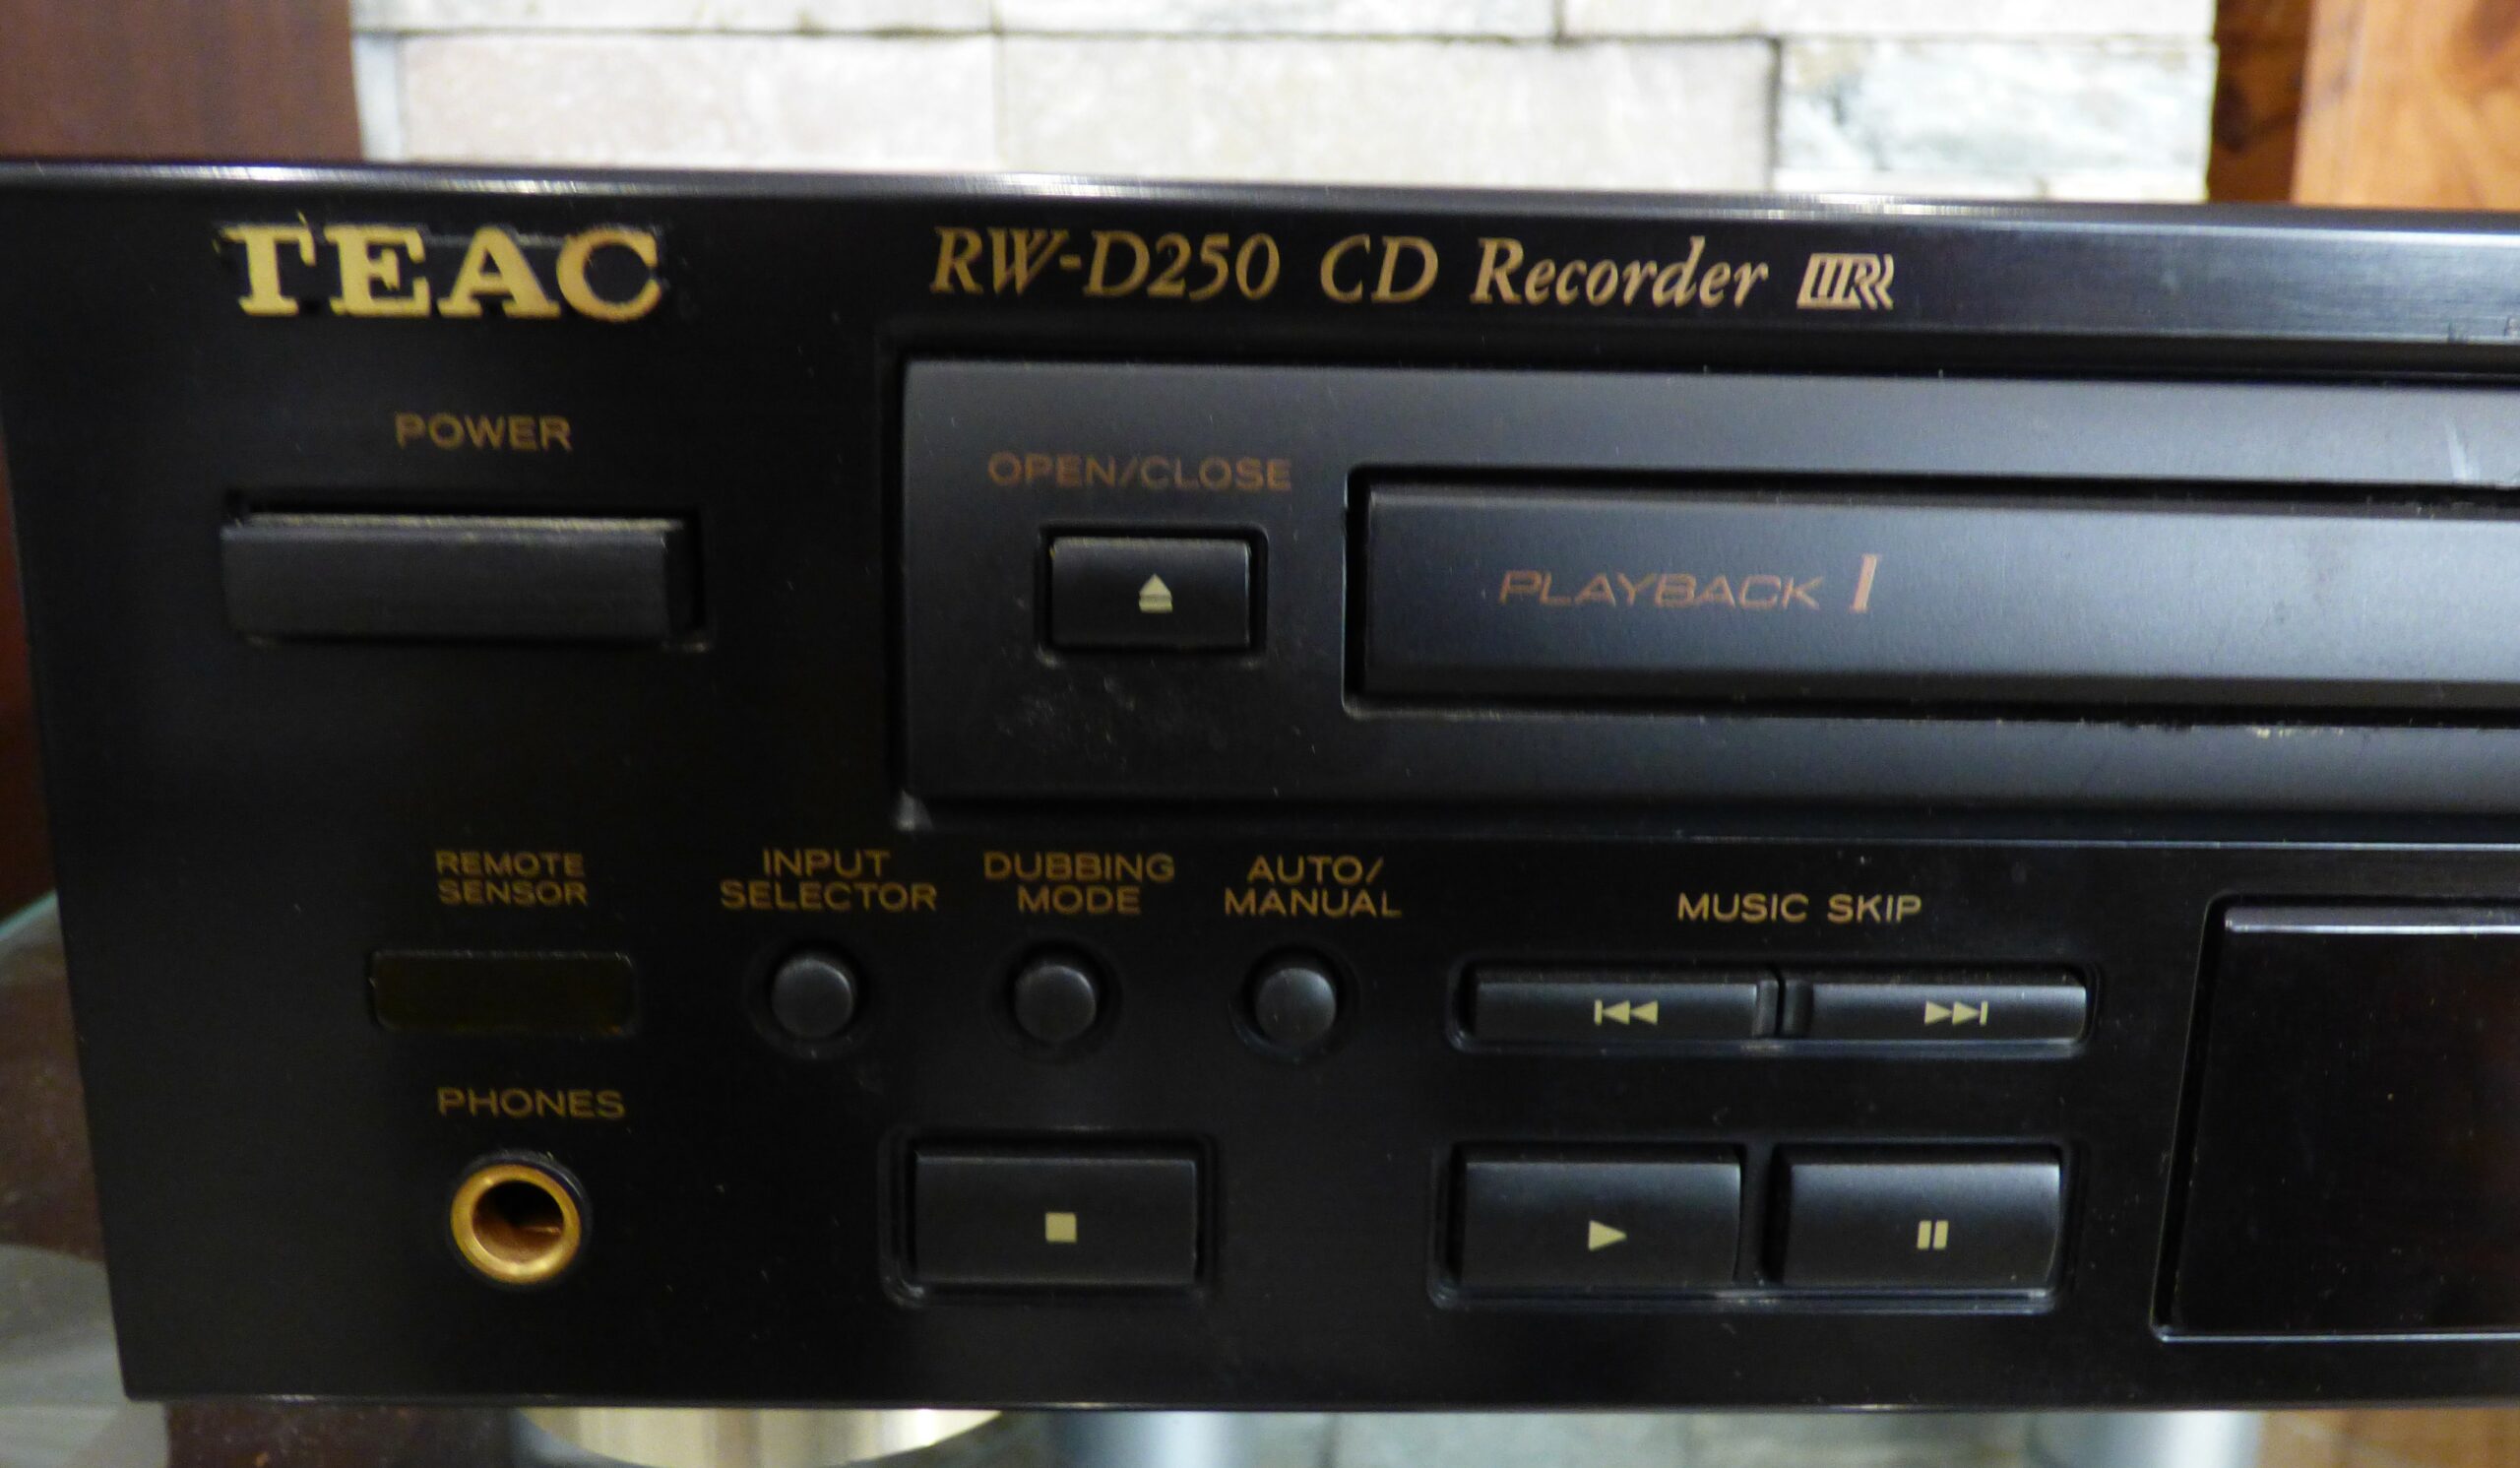 TEAC
RW-D250 CD Recorder
POWER
OPEN/CLOSE
PLAYBACK I
REMOTE
SENSOR
INPUT
SELECTOR
DUBBING
MODE
AUTO/
MANUAL
MUSIC SKIP
PHONES